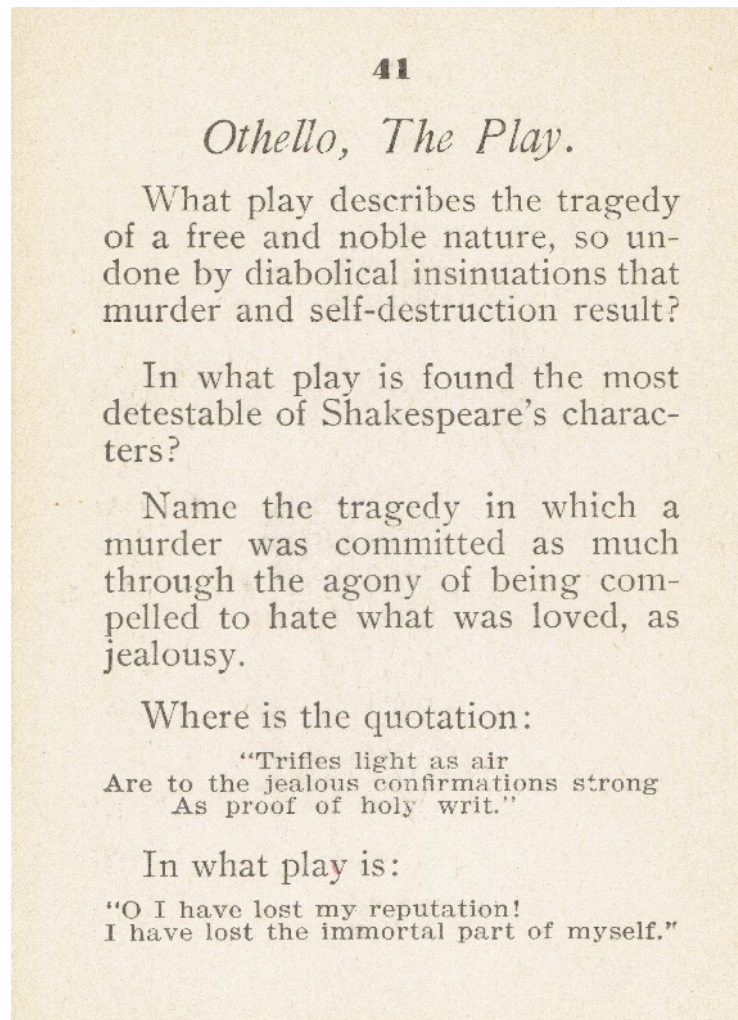 41
Othello, The Play.
What play describes the tragedy
of a free and noble nature, so un-
done by diabolical insinuations that
murder and self-destruction result?
In what play is found the most
detestable of Shakespeare's charac-
ters?
Name the tragedy in which a
murder was committed as much
through the agony of being com-
pelled to hate what was loved, as
jealousy.
Where is the quotation:
"Trifles light as air
Are to the jealous confirmations strong
As proof of holy writ."
In what play is:
"O I have lost my reputation!
I have lost the immortal part of myself."